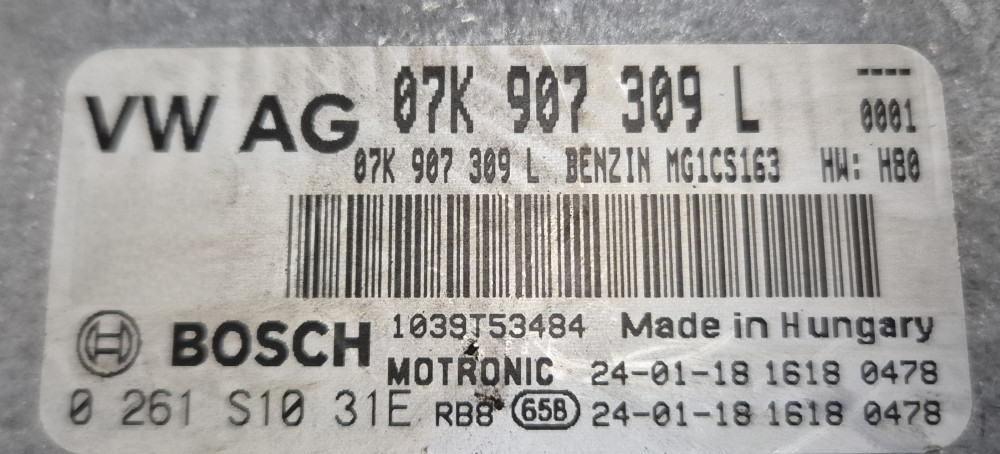 VW AG 07K 907 309 L ----
0001
07K 907 309 L BENZIN MG1CS163 HW: H80
BOSCH 1039T53484 Made in Hungary
MOTRONIC 24-01-18 1618 0478
0 261 S10 31E RB8 65B 24-01-18 1618 0478